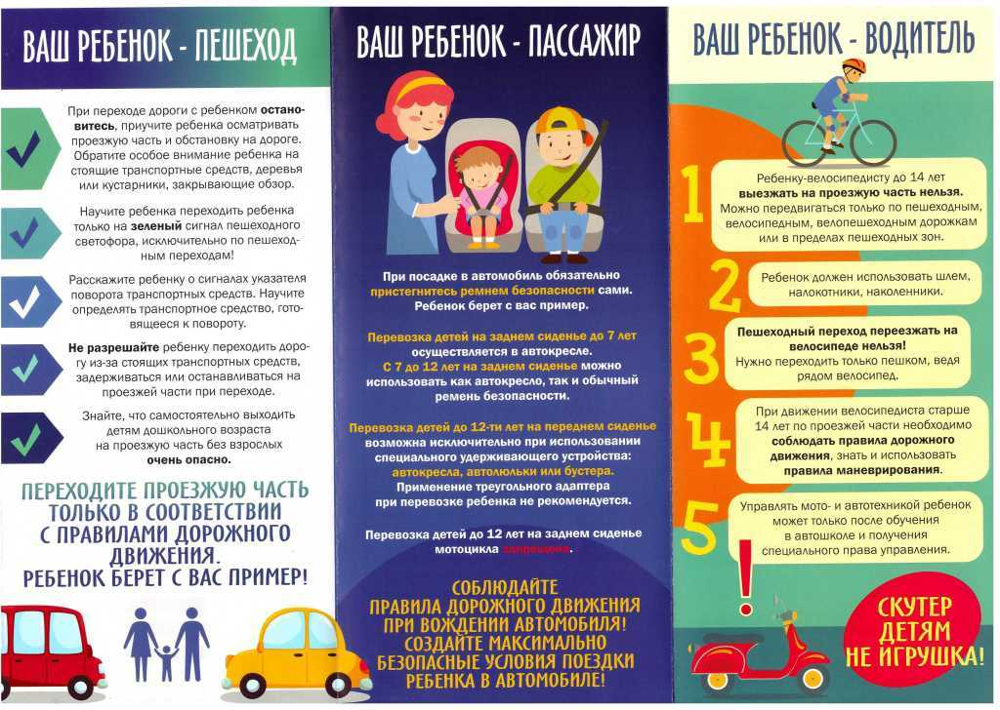 ВАШ РЕБЕНОК - ПЕШЕХОД
При переходе дороги с ребенком остано-
витесь, приучите ребенка осматривать
проезжую часть и обстановку на дороге.
Обратите особое внимание ребенка на
стоящие транспортные средств, деревья
или кустарники, закрывающие обзор.
Научите ребенка переходить ребенка
только на зеленый сигнал пешеходного
светофора, исключительно по пешеход-
ным переходам!
Расскажите ребенку о сигналах указателя
поворота транспортных средств. Научите
определять транспортное средство, гото-
вящееся к повороту.
Не разрешайте ребенку переходить доро-
гу из-за стоящих транспортных средств,
задерживаться или останавливаться на
проезжей части при переходе.
Знайте, что самостоятельно выходить
детям дошкольного возраста
на проезжую часть без взрослых
очень опасно.
ПЕРЕХОДИТЕ ПРОЕЗЖУЮ ЧАСТЬ
ТОЛЬКО В СООТВЕТСТВИИ
С ПРАВИЛАМИ ДОРОЖНОГО
ДВИЖЕНИЯ.
РЕБЕНОК БЕРЕТ С ВАС ПРИМЕР!
ВАШ РЕБЕНОК - ПАССАЖИР
При посадке в автомобиль обязательно
пристегнитесь ремнем безопасности сами.
Ребенок берет с вас пример.
Перевозка детей на заднем сиденье до 7 лет
осуществляется в автокресле.
С 7 до 12 лет на заднем сиденье можно
использовать как автокресло, так и обычный
ремень безопасности.
Перевозка детей до 12-ти лет на переднем сиденье
возможна исключительно при использовании
специального удерживающего устройства:
автокресла, автолюльки или бустера.
Применение треугольного адаптера
при перевозке ребенка не рекомендуется.
Перевозка детей до 12 лет на заднем сиденье
мотоцикла запрещена.
СОБЛЮДАЙТЕ
ПРАВИЛА ДОРОЖНОГО ДВИЖЕНИЯ
ПРИ ВОЖДЕНИИ АВТОМОБИЛЯ!
СОЗДАЙТЕ МАКСИМАЛЬНО
БЕЗОПАСНЫЕ УСЛОВИЯ ПОЕЗДКИ
РЕБЕНКА В АВТОМОБИЛЕ!
ВАШ РЕБЕНОК - ВОДИТЕЛЬ
1
Ребенку-велосипедисту до 14 лет
выезжать на проезжую часть нельзя.
Можно передвигаться только по пешеходным,
велосипедным, велопешеходным дорожкам
или в пределах пешеходных зон.
2
Ребенок должен использовать шлем,
налокотники, наколенники.
3
Пешеходный переход переезжать на
велосипеде нельзя!
Нужно переходить только пешком, ведя
рядом велосипед.
4
При движении велосипедиста старше
14 лет по проезжей части необходимо
соблюдать правила дорожного
движения, знать и использовать
правила маневрирования.
5
Управлять мото- и автотехникой ребенок
может только после обучения
в автошколе и получения
специального права управления.
!
СКУТЕР
ДЕТЯМ
НЕ ИГРУШКА!